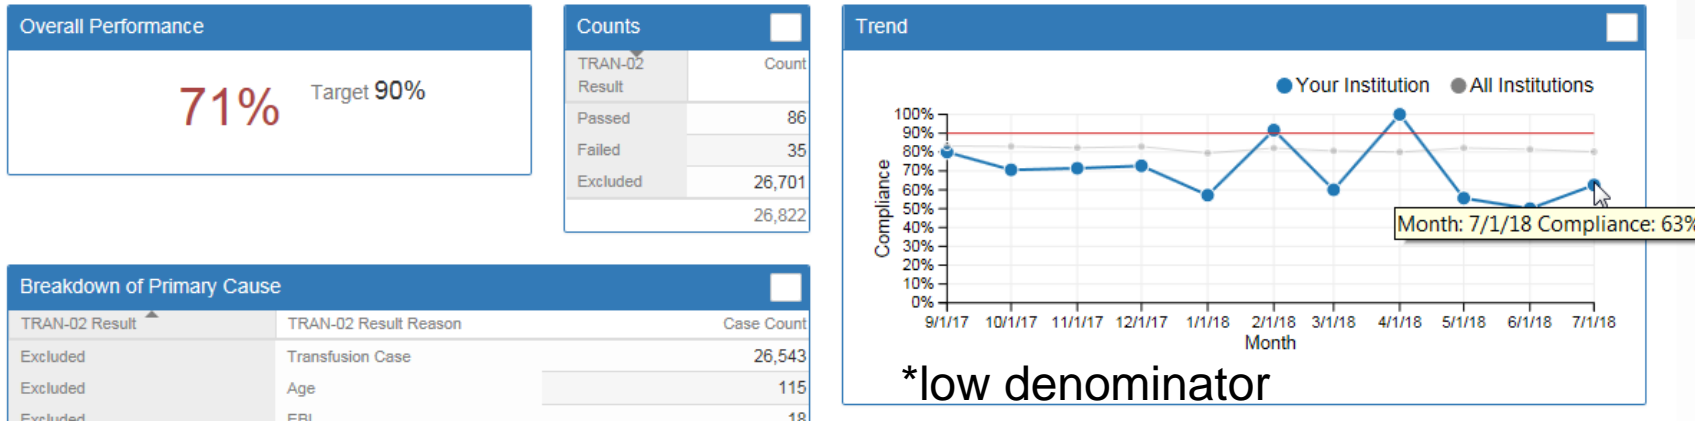 Overall Performance
71%
Target 90%
Counts
TRAN-02 Result
Count
Passed 86
Failed 35
Excluded 26,701
26,822
Trend
Your Institution All Institutions
100%
90%
80%
70%
60%
50%
40%
30%
20%
10%
0%
Compliance
9/1/17 10/1/17 11/1/17 12/1/17 1/1/18 2/1/18 3/1/18 4/1/18 5/1/18 6/1/18 7/1/18
Month
Month: 7/1/18 Compliance: 63%
*low denominator
Breakdown of Primary Cause
TRAN-02 Result TRAN-02 Result Reason Case Count
Excluded Transfusion Case 26,543
Excluded Age 115
Excluded EBL 18